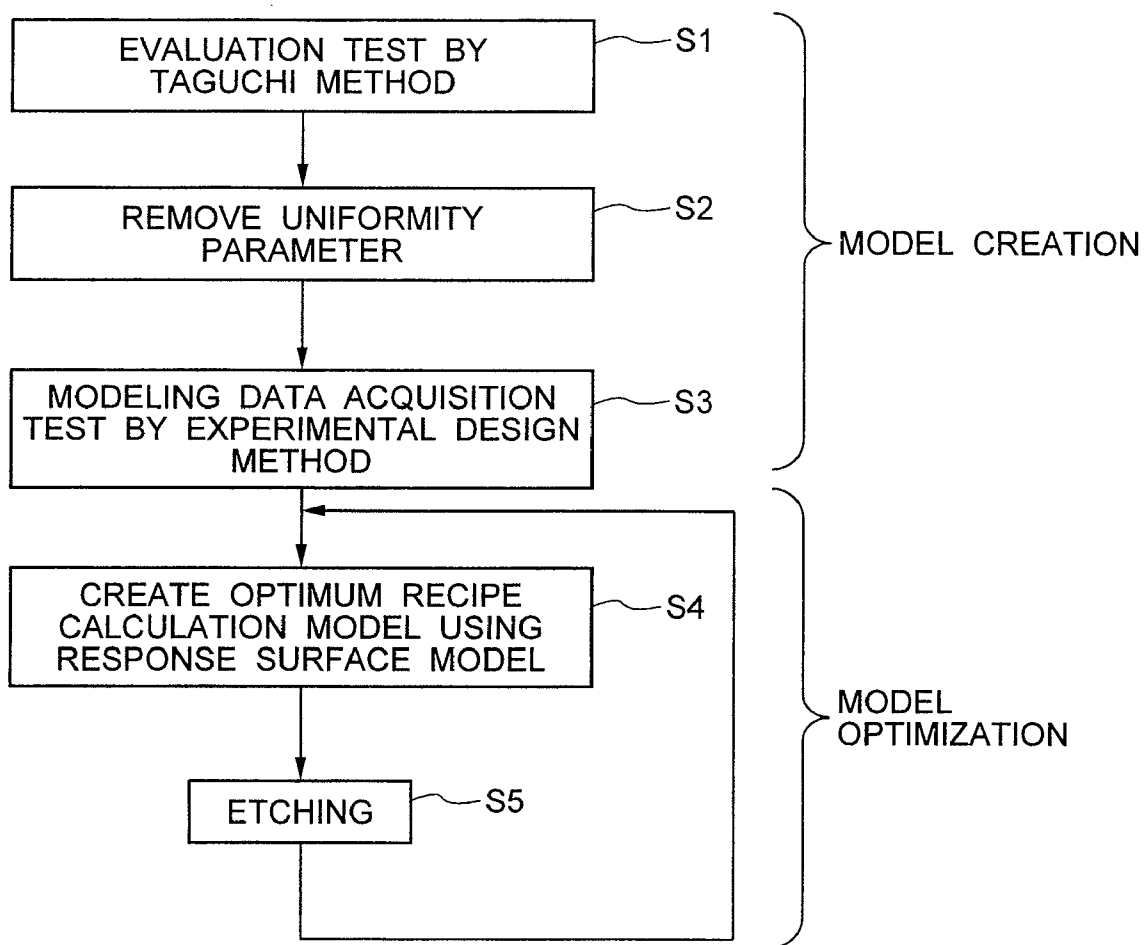 EVALUATION TEST BY
TAGUCHI METHOD
S1
REMOVE UNIFORMITY
PARAMETER
S2
MODEL CREATION
MODELING DATA ACQUISITION
TEST BY EXPERIMENTAL DESIGN
METHOD
S3
CREATE OPTIMUM RECIPE
CALCULATION MODEL USING
RESPONSE SURFACE MODEL
S4
MODEL
OPTIMIZATION
ETCHING
S5